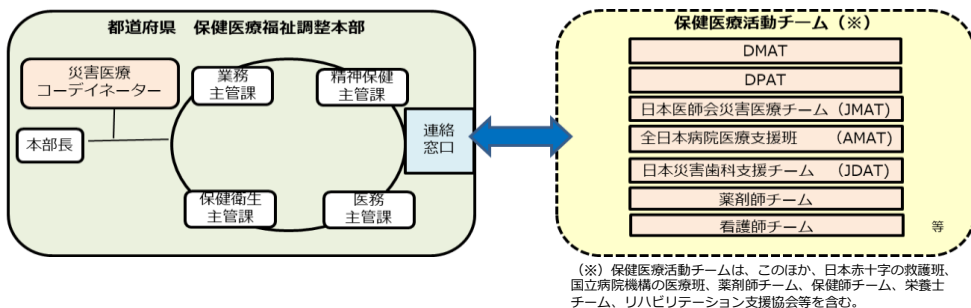 都道府県　保健医療福祉調整本部
災害医療
コーデイネーター
業務
主管課
精神保健
主管課
本部長
連絡
窓口
保健衛生
主管課
医務
主管課
保健医療活動チーム（※）
DMAT
DPAT
日本医師会災害医療チーム（JMAT)
全日本病院医療支援班　　（AMAT)
日本災害歯科支援チーム　（JDAT)
薬剤師チーム
看護師チーム
等
（※）保健医療活動チームは、このほか、日本赤十字の救護班、
国立病院機構の医療班、薬剤師チーム、保健師チーム、栄養士
チーム、リハビリテーション支援協会等を含む。